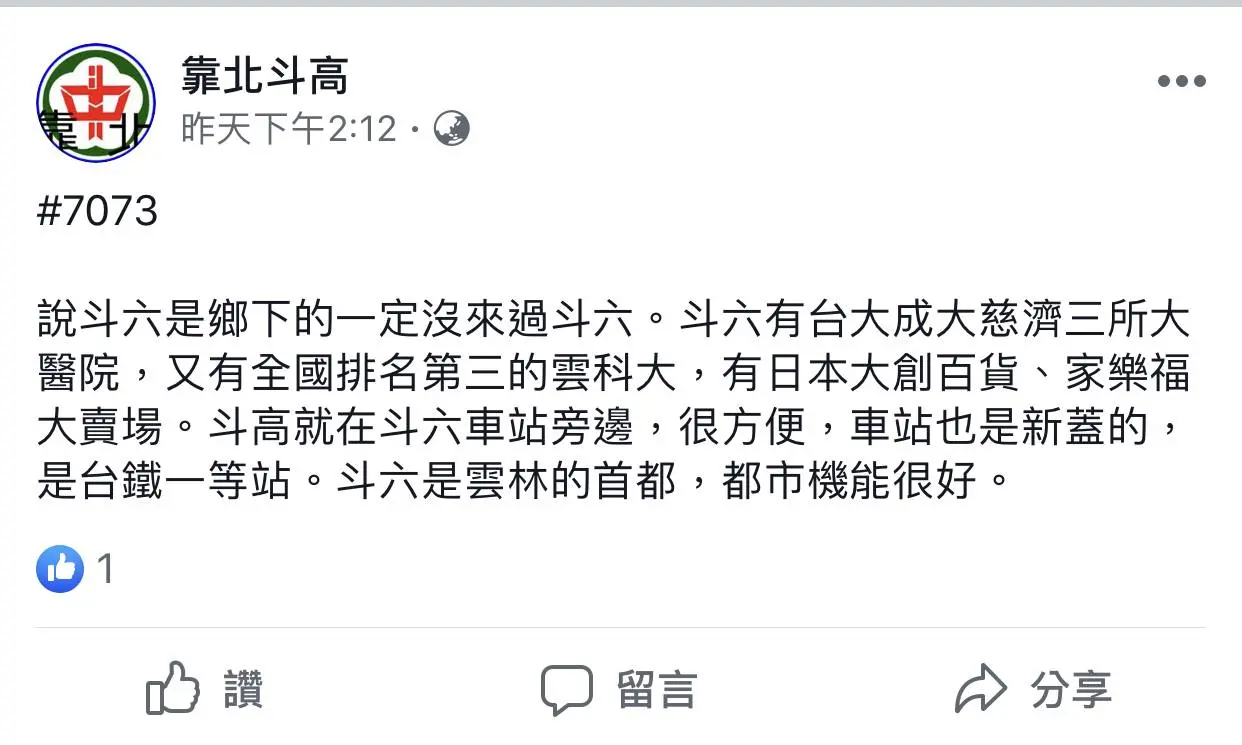 靠北斗高
昨天下午2:12 ·
靠北
#7073
說斗六是鄉下的一定沒來過斗六。斗六有台大成大慈濟三所大
醫院，又有全國排名第三的雲科大，有日本大創百貨、家樂福
大賣場。斗高就在斗六車站旁邊，很方便，車站也是新蓋的，
是台鐵一等站。斗六是雲林的首都，都市機能很好。
1
讚
留言
分享